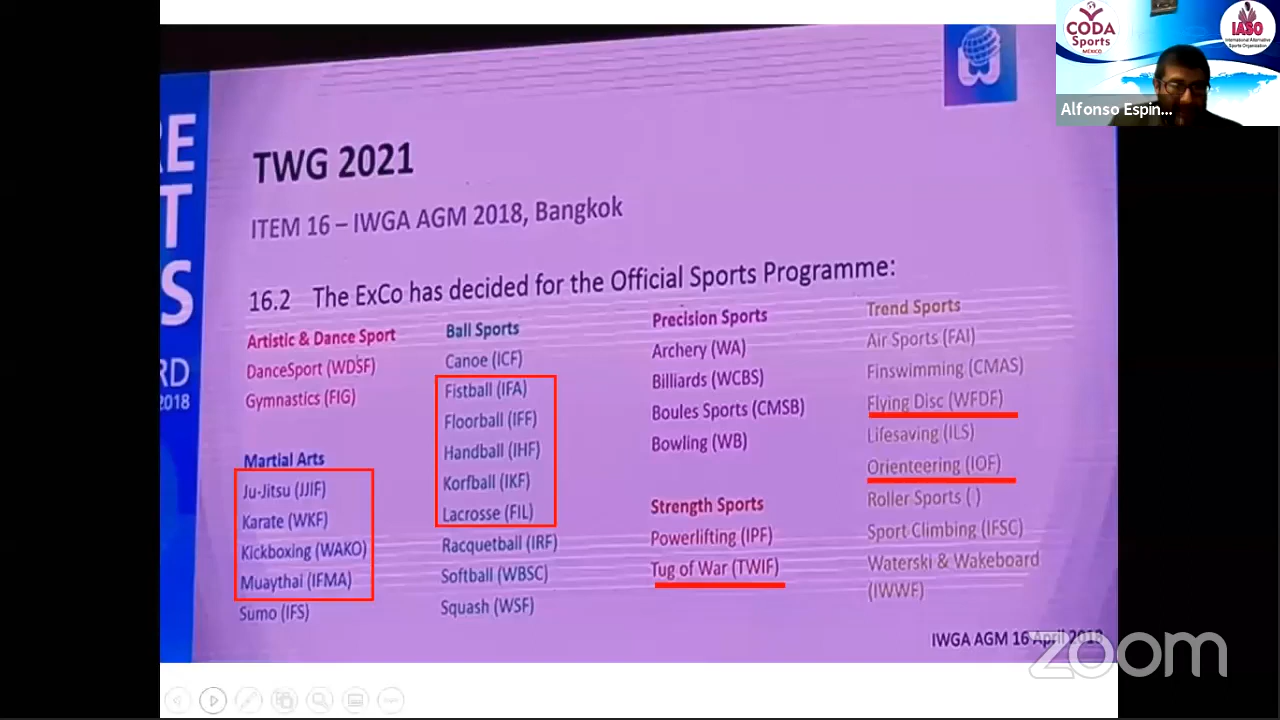 RE
T
S
RD
2018
TWG 2021
ITEM 16 – IWGA AGM 2018, Bangkok
16.2 The ExCo has decided for the Official Sports Programme:
Artistic & Dance Sport
DanceSport (WDSF)
Gymnastics (FIG)
Martial Arts
Ju-Jitsu (JJIF)
Karate (WKF)
Kickboxing (WAKO)
Muaythai (IFMA)
Sumo (IFS)
Ball Sports
Canoe (ICF)
Fistball (IFA)
Floorball (IFF)
Handball (IHF)
Korfball (IKF)
Lacrosse (FIL)
Racquetball (IRF)
Softball (WBSC)
Squash (WSF)
Precision Sports
Archery (WA)
Billiards (WCBS)
Boules Sports (CMSB)
Bowling (WB)
Strength Sports
Powerlifting (IPF)
Tug of War (TWIF)
Trend Sports
Air Sports (FAI)
Finswimming (CMAS)
Flying Disc (WFDF)
Lifesaving (ILS)
Orienteering (IOF)
Roller Sports ( )
Sport Climbing (IFSC)
Waterski & Wakeboard
(IWWF)
IWGA AGM 16 April 2018
CODA
Sports
MÉXICO
IASO
International Alternative
Sports Organization
Alfonso Espin...
zoom